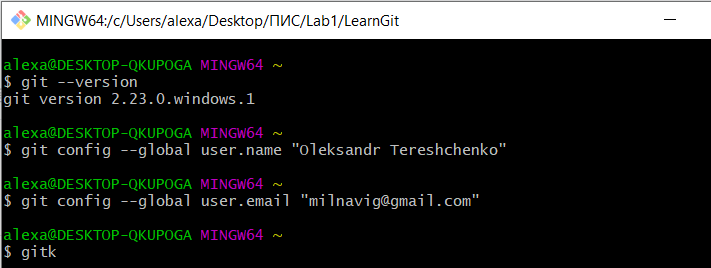 MINGW64:/c/Users/alexa/Desktop/ПИС/Lab1/LearnGit
alexa@DESKTOP-QKUPOGA MINGW64 ~
$ git --version
git version 2.23.0.windows.1
alexa@DESKTOP-QKUPOGA MINGW64 ~
$ git config --global user.name "Oleksandr Tereshchenko"
alexa@DESKTOP-QKUPOGA MINGW64 ~
$ git config --global user.email "milnavig@gmail.com"
alexa@DESKTOP-QKUPOGA MINGW64 ~
$ gitk